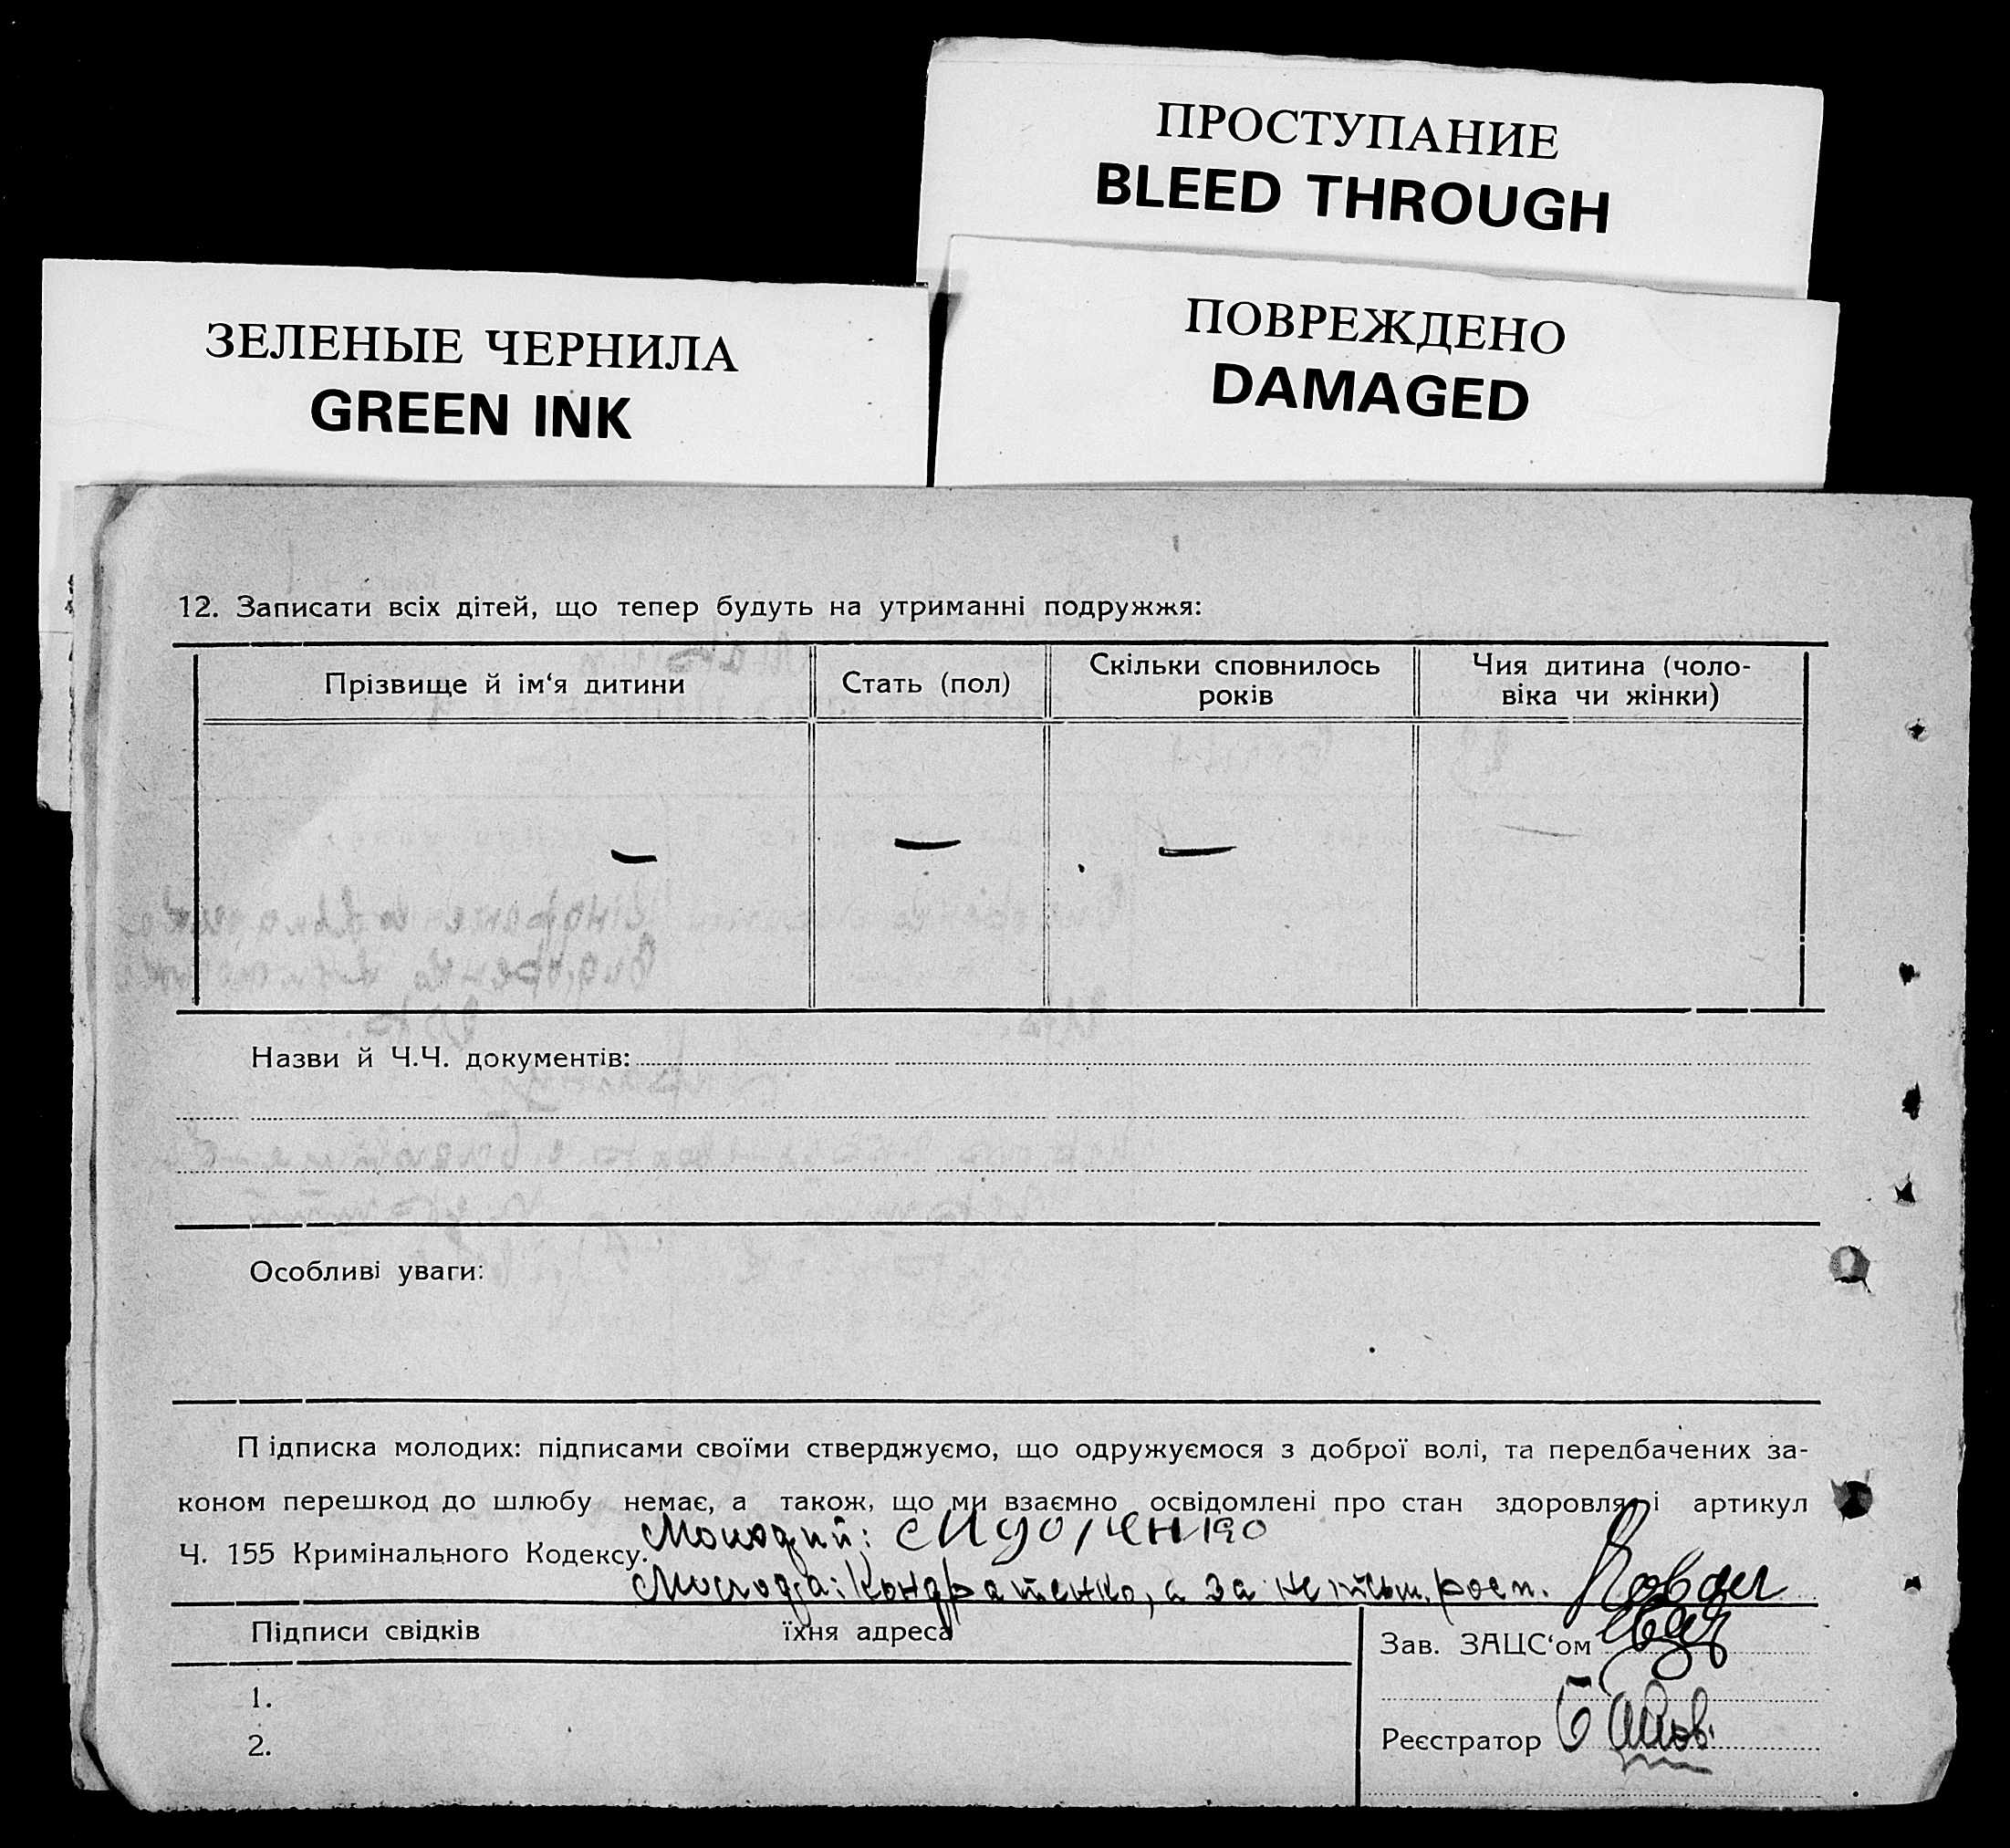 ПРОСТУПАНИЕ
BLEED THROUGH
ПОВРЕЖДЕНО
DAMAGED
ЗЕЛЕНЫЕ ЧЕРНИЛА
GREEN INK
12. Записати всіх дітей, що тепер будуть на утриманні подружжя:
Прізвище й ім‘я дитини
Стать (пол)
Скільки сповнилось
років
Чия дитина (чоло-
віка чи жінки)
— — — —
Назви й Ч.Ч. документів:
Особливі уваги:
Підписка молодих: підписами своїми стверджуємо, що одружуємося з доброї волі, та передбачених за-
коном перешкод до шлюбу немає, а також, що ми взаємно освідомлені про стан здоровля і артикул
Ч. 155 Кримінального Кодексу.
Молодий:
Молода: Кондратенко, а за неписьм. росп.
Підписи свідків їхня адреса
Зав. ЗАЦС‘ом
1.
2.
Реєстратор